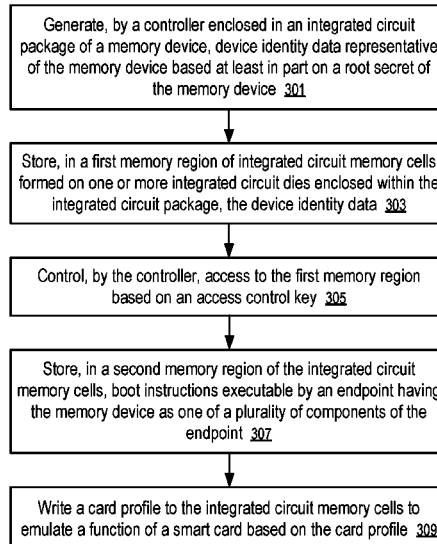 Generate, by a controller enclosed in an integrated circuit
package of a memory device, device identity data representative
of the memory device based at least in part on a root secret of
the memory device 301
Store, in a first memory region of integrated circuit memory cells
formed on one or more integrated circuit dies enclosed within the
integrated circuit package, the device identity data 303
Control, by the controller, access to the first memory region
based on an access control key 305
Store, in a second memory region of the integrated circuit
memory cells, boot instructions executable by an endpoint having
the memory device as one of a plurality of components of the
endpoint 307
Write a card profile to the integrated circuit memory cells to
emulate a function of a smart card based on the card profile 309